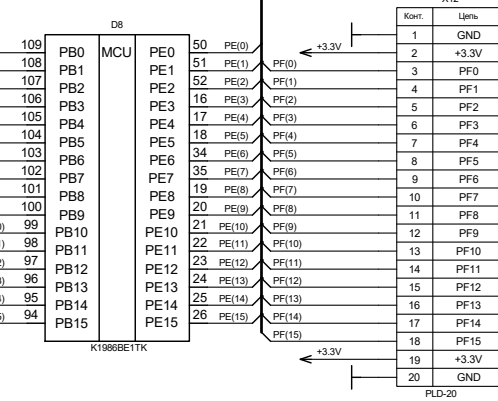 X12
D8
Конт. Цепь
109 PB0 MCU PE0 50 PE(0) +3.3V 1 GND
108 PB1 PE1 51 PE(1) 2 +3.3V
107 PB2 PE2 52 PE(2) PF(0) 3 PF0
106 PB3 PE3 16 PE(3) PF(1) 4 PF1
105 PB4 PE4 17 PE(4) PF(2) 5 PF2
104 PB5 PE5 18 PE(5) PF(3) 6 PF3
103 PB6 PE6 34 PE(6) PF(4) 7 PF4
102 PB7 PE7 35 PE(7) PF(5) 8 PF5
101 PB8 PE8 19 PE(8) PF(6) 9 PF6
100 PB9 PE9 20 PE(9) PF(7) 10 PF7
99 PB10 PE10 21 PE(10) PF(8) 11 PF8
98 PB11 PE11 22 PE(11) PF(9) 12 PF9
97 PB12 PE12 23 PE(12) PF(10) 13 PF10
96 PB13 PE13 24 PE(13) PF(11) 14 PF11
95 PB14 PE14 25 PE(14) PF(12) 15 PF12
94 PB15 PE15 26 PE(15) PF(13) 16 PF13
PF(14) 17 PF14
PF(15) 18 PF15
K1986BE1TK
+3.3V 19 +3.3V
20 GND
PLD-20